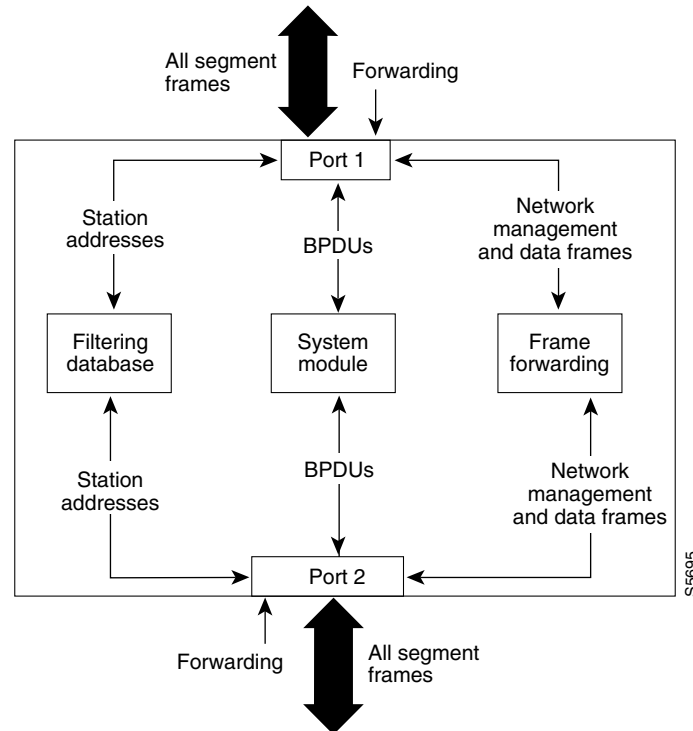 All segment
frames
Forwarding
Port 1
Station
addresses
BPDUs
Network
management
and data frames
Filtering
database
System
module
Frame
forwarding
Station
addresses
BPDUs
Network
management
and data frames
Port 2
S5695
Forwarding
All segment
frames